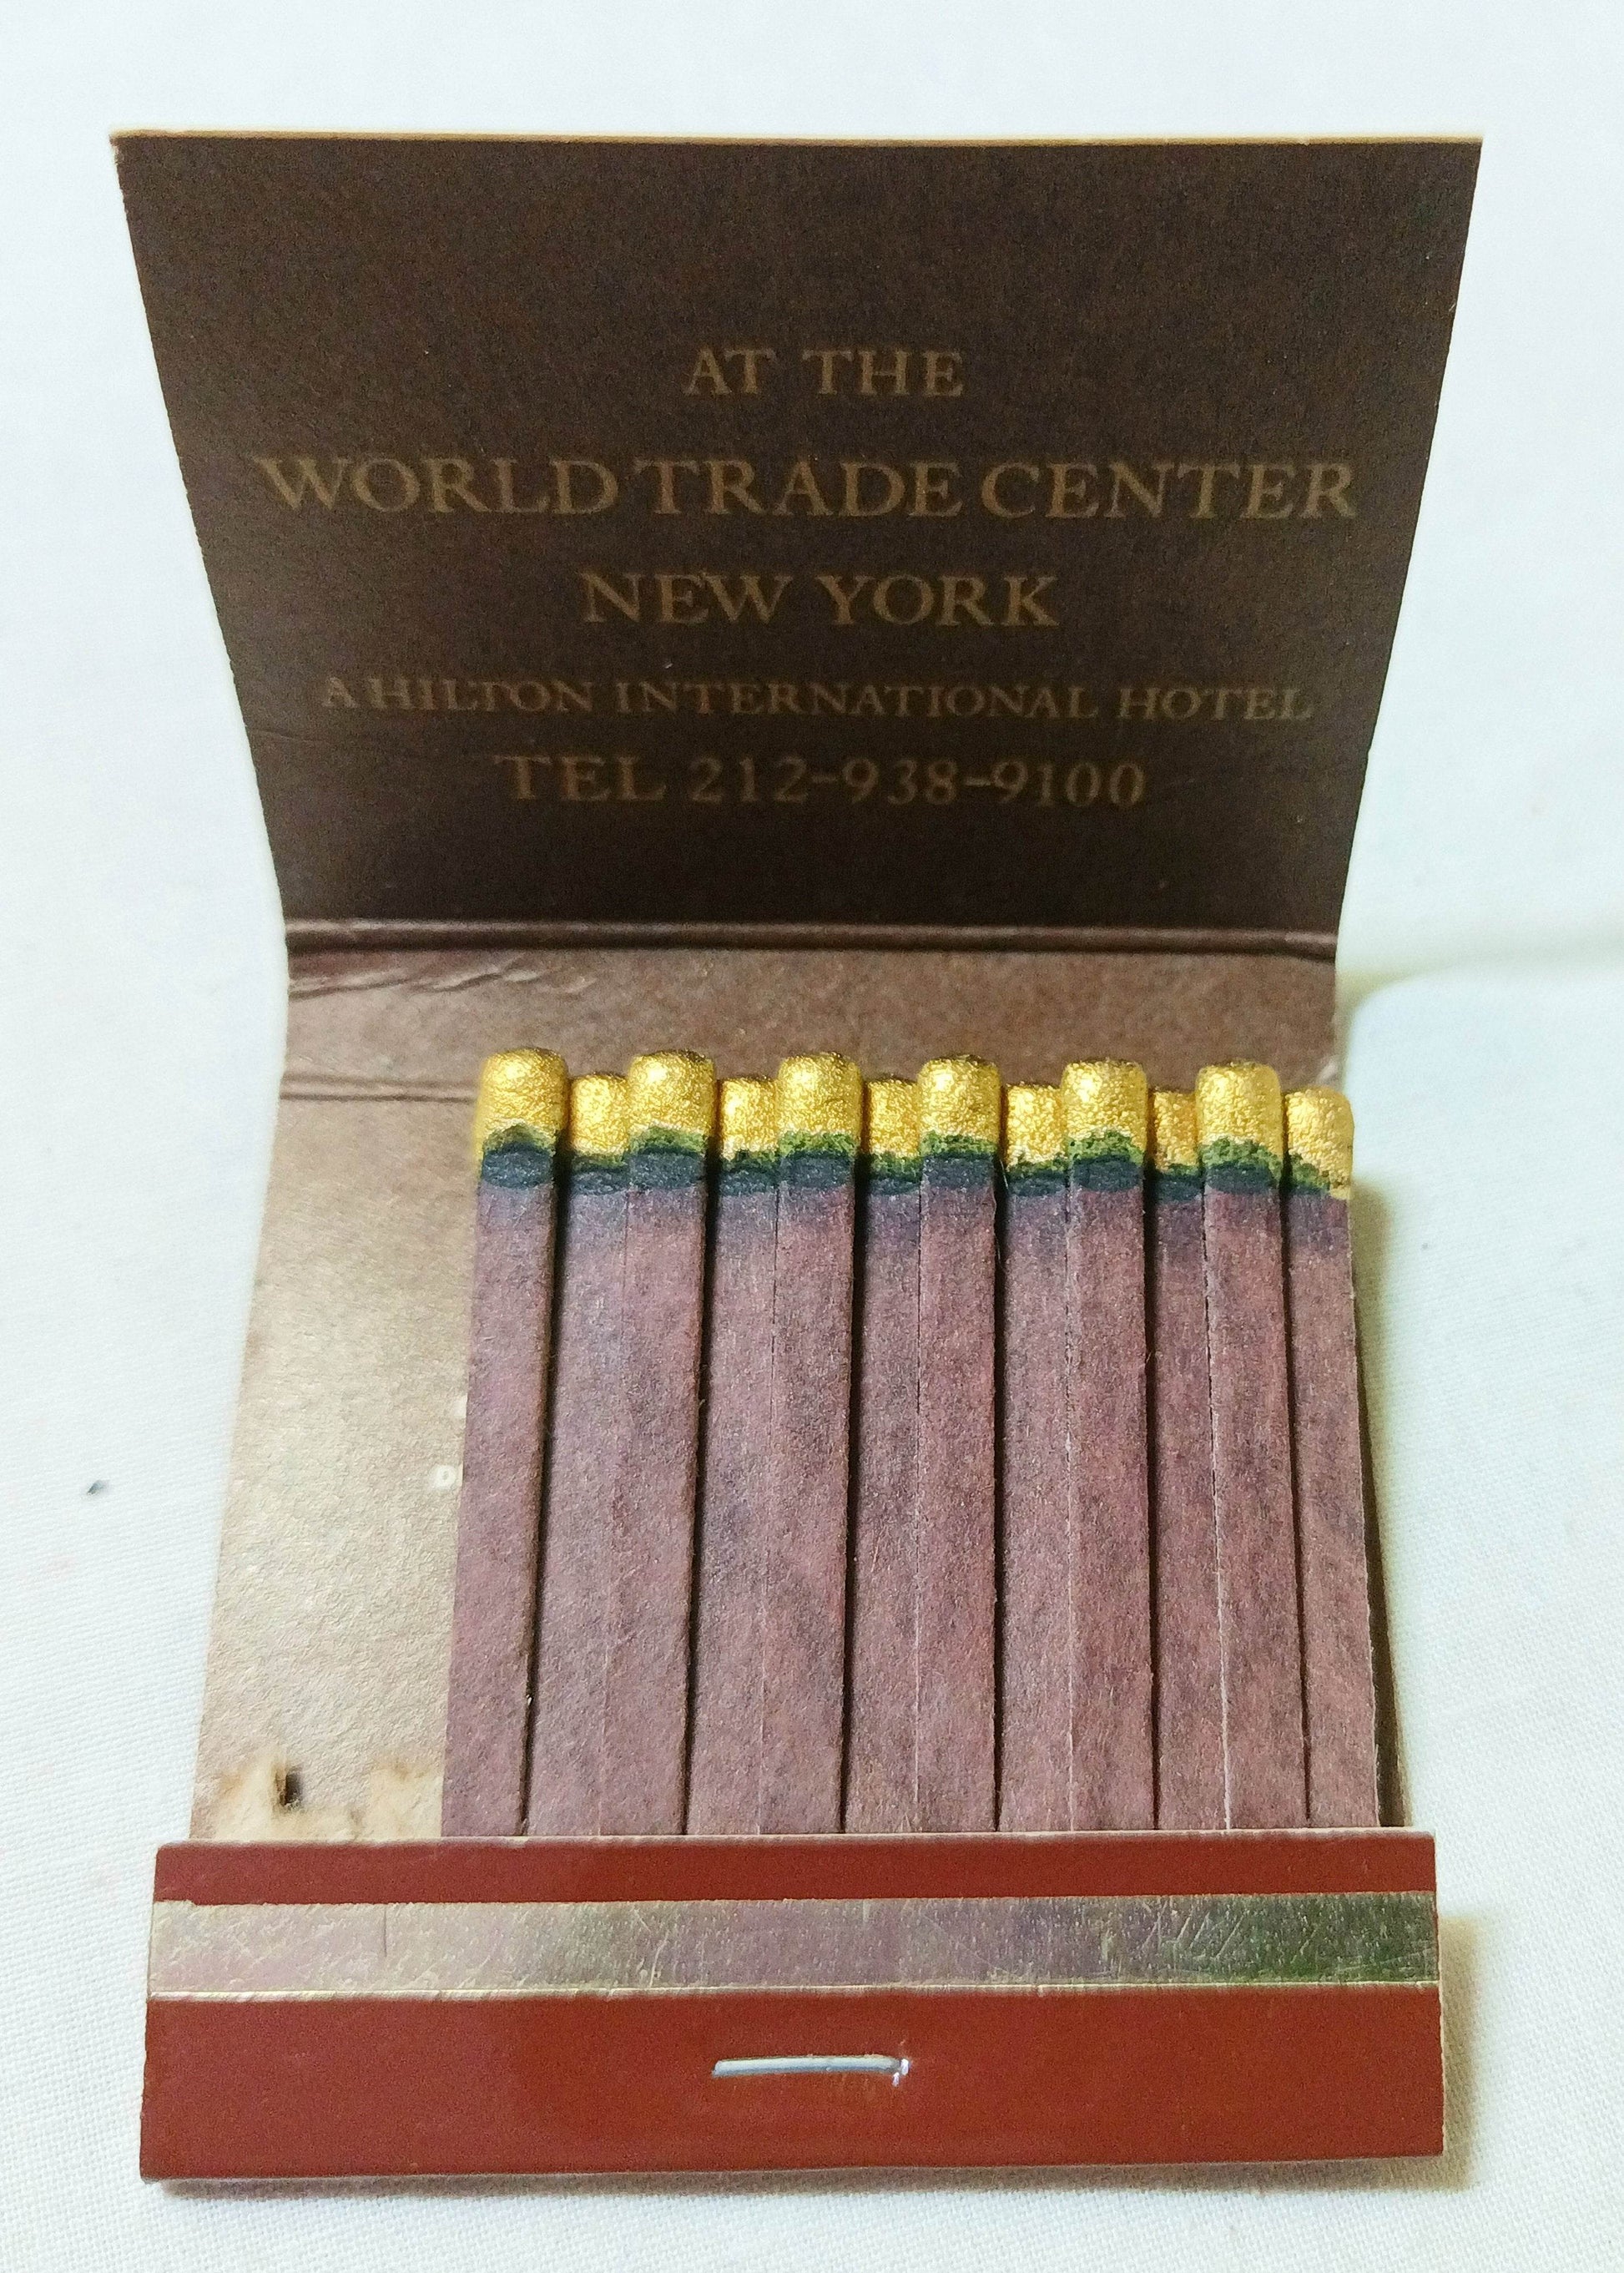 AT THE
WORLD TRADE CENTER
NEW YORK
A HILTON INTERNATIONAL HOTEL
TEL 212-938-9100